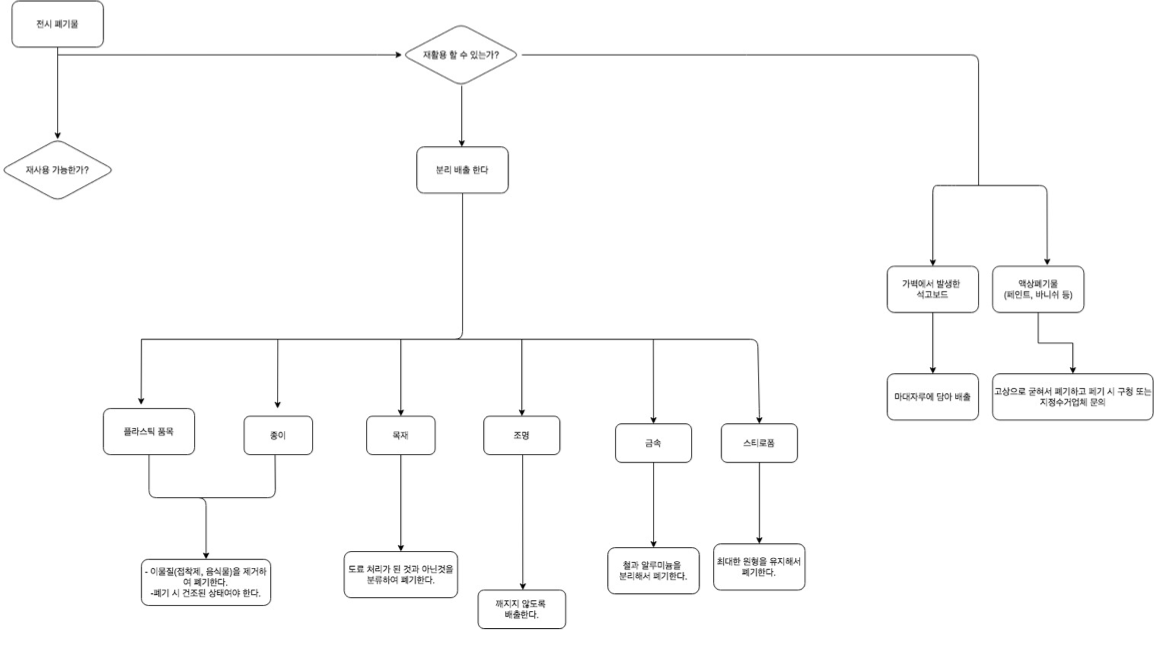 전시 폐기물
재활용 할 수 있는가?
재사용 가능한가?
분리 배출 한다
가벽에서 발생한
석고보드
액상폐기물
(페인트, 바니쉬 등)
마대자루에 담아 배출
고상으로 굳혀서 폐기하고 폐기 시 구청 또는
지정수거업체 문의
플라스틱 품목
종이
목재
조명
금속
스티로폼
- 이물질(접착제, 음식물)을 제거하
여 폐기한다.
-폐기 시 건조된 상태여야 한다.
도료 처리가 된 것과 아닌것을
분류하여 폐기한다.
깨지지 않도록
배출한다.
철과 알루미늄을
분리해서 폐기한다.
최대한 원형을 유지해서
폐기한다.